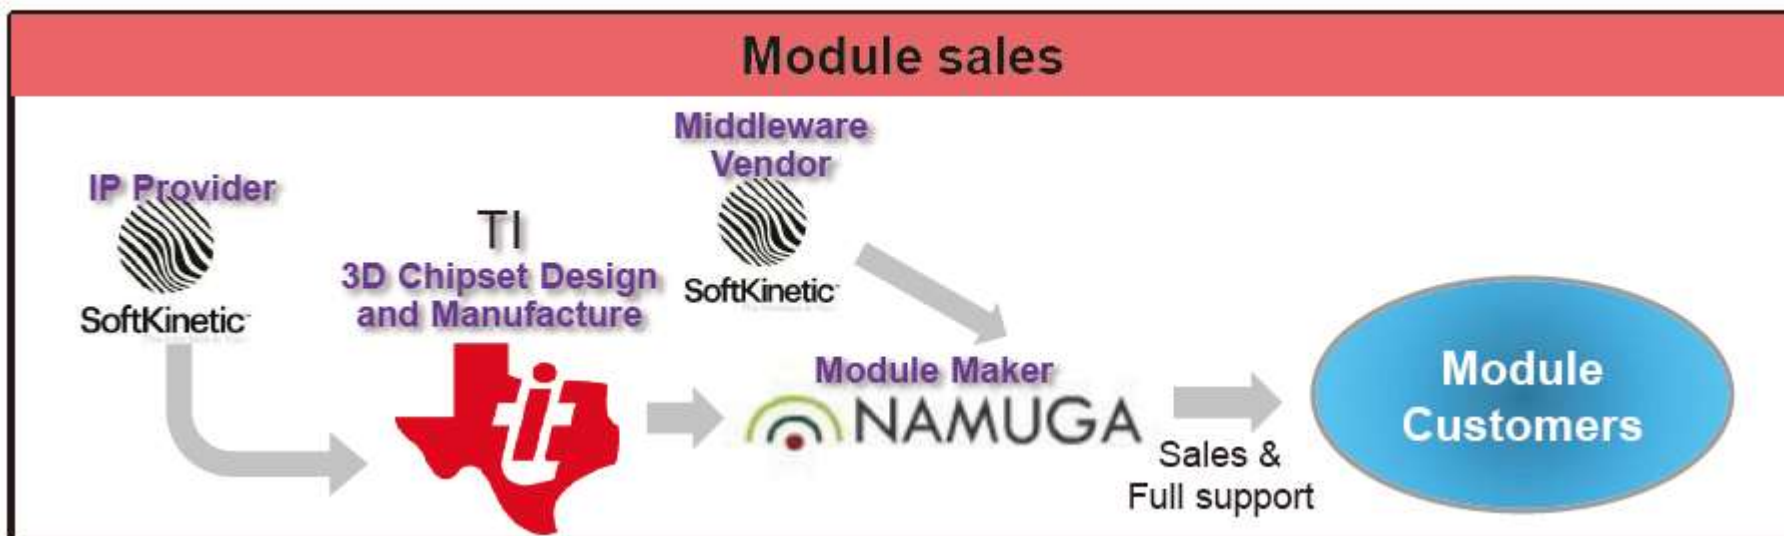 Module sales
IP Provider
SoftKinetic
TI
3D Chipset Design
and Manufacture
Middleware
Vendor
SoftKinetic
Module Maker
NAMUGA
Sales &
Full support
Module
Customers